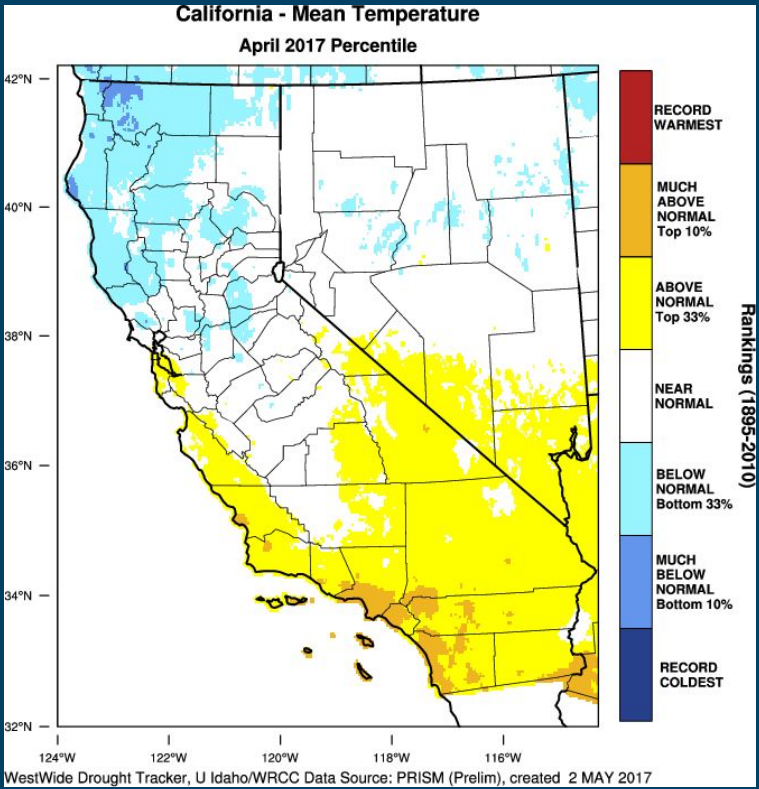 California - Mean Temperature
April 2017 Percentile
42°N
40°N
38°N
36°N
34°N
32°N
124°W
122°W
120°W
118°W
116°W
RECORD
WARMEST
MUCH
ABOVE
NORMAL
Top 10%
ABOVE
NORMAL
Top 33%
NEAR
NORMAL
BELOW
NORMAL
Bottom 33%
MUCH
BELOW
NORMAL
Bottom 10%
RECORD
COLDEST
Rankings (1895-2010)
WestWide Drought Tracker, U Idaho/WRCC Data Source: PRISM (Prelim), created 2 MAY 2017